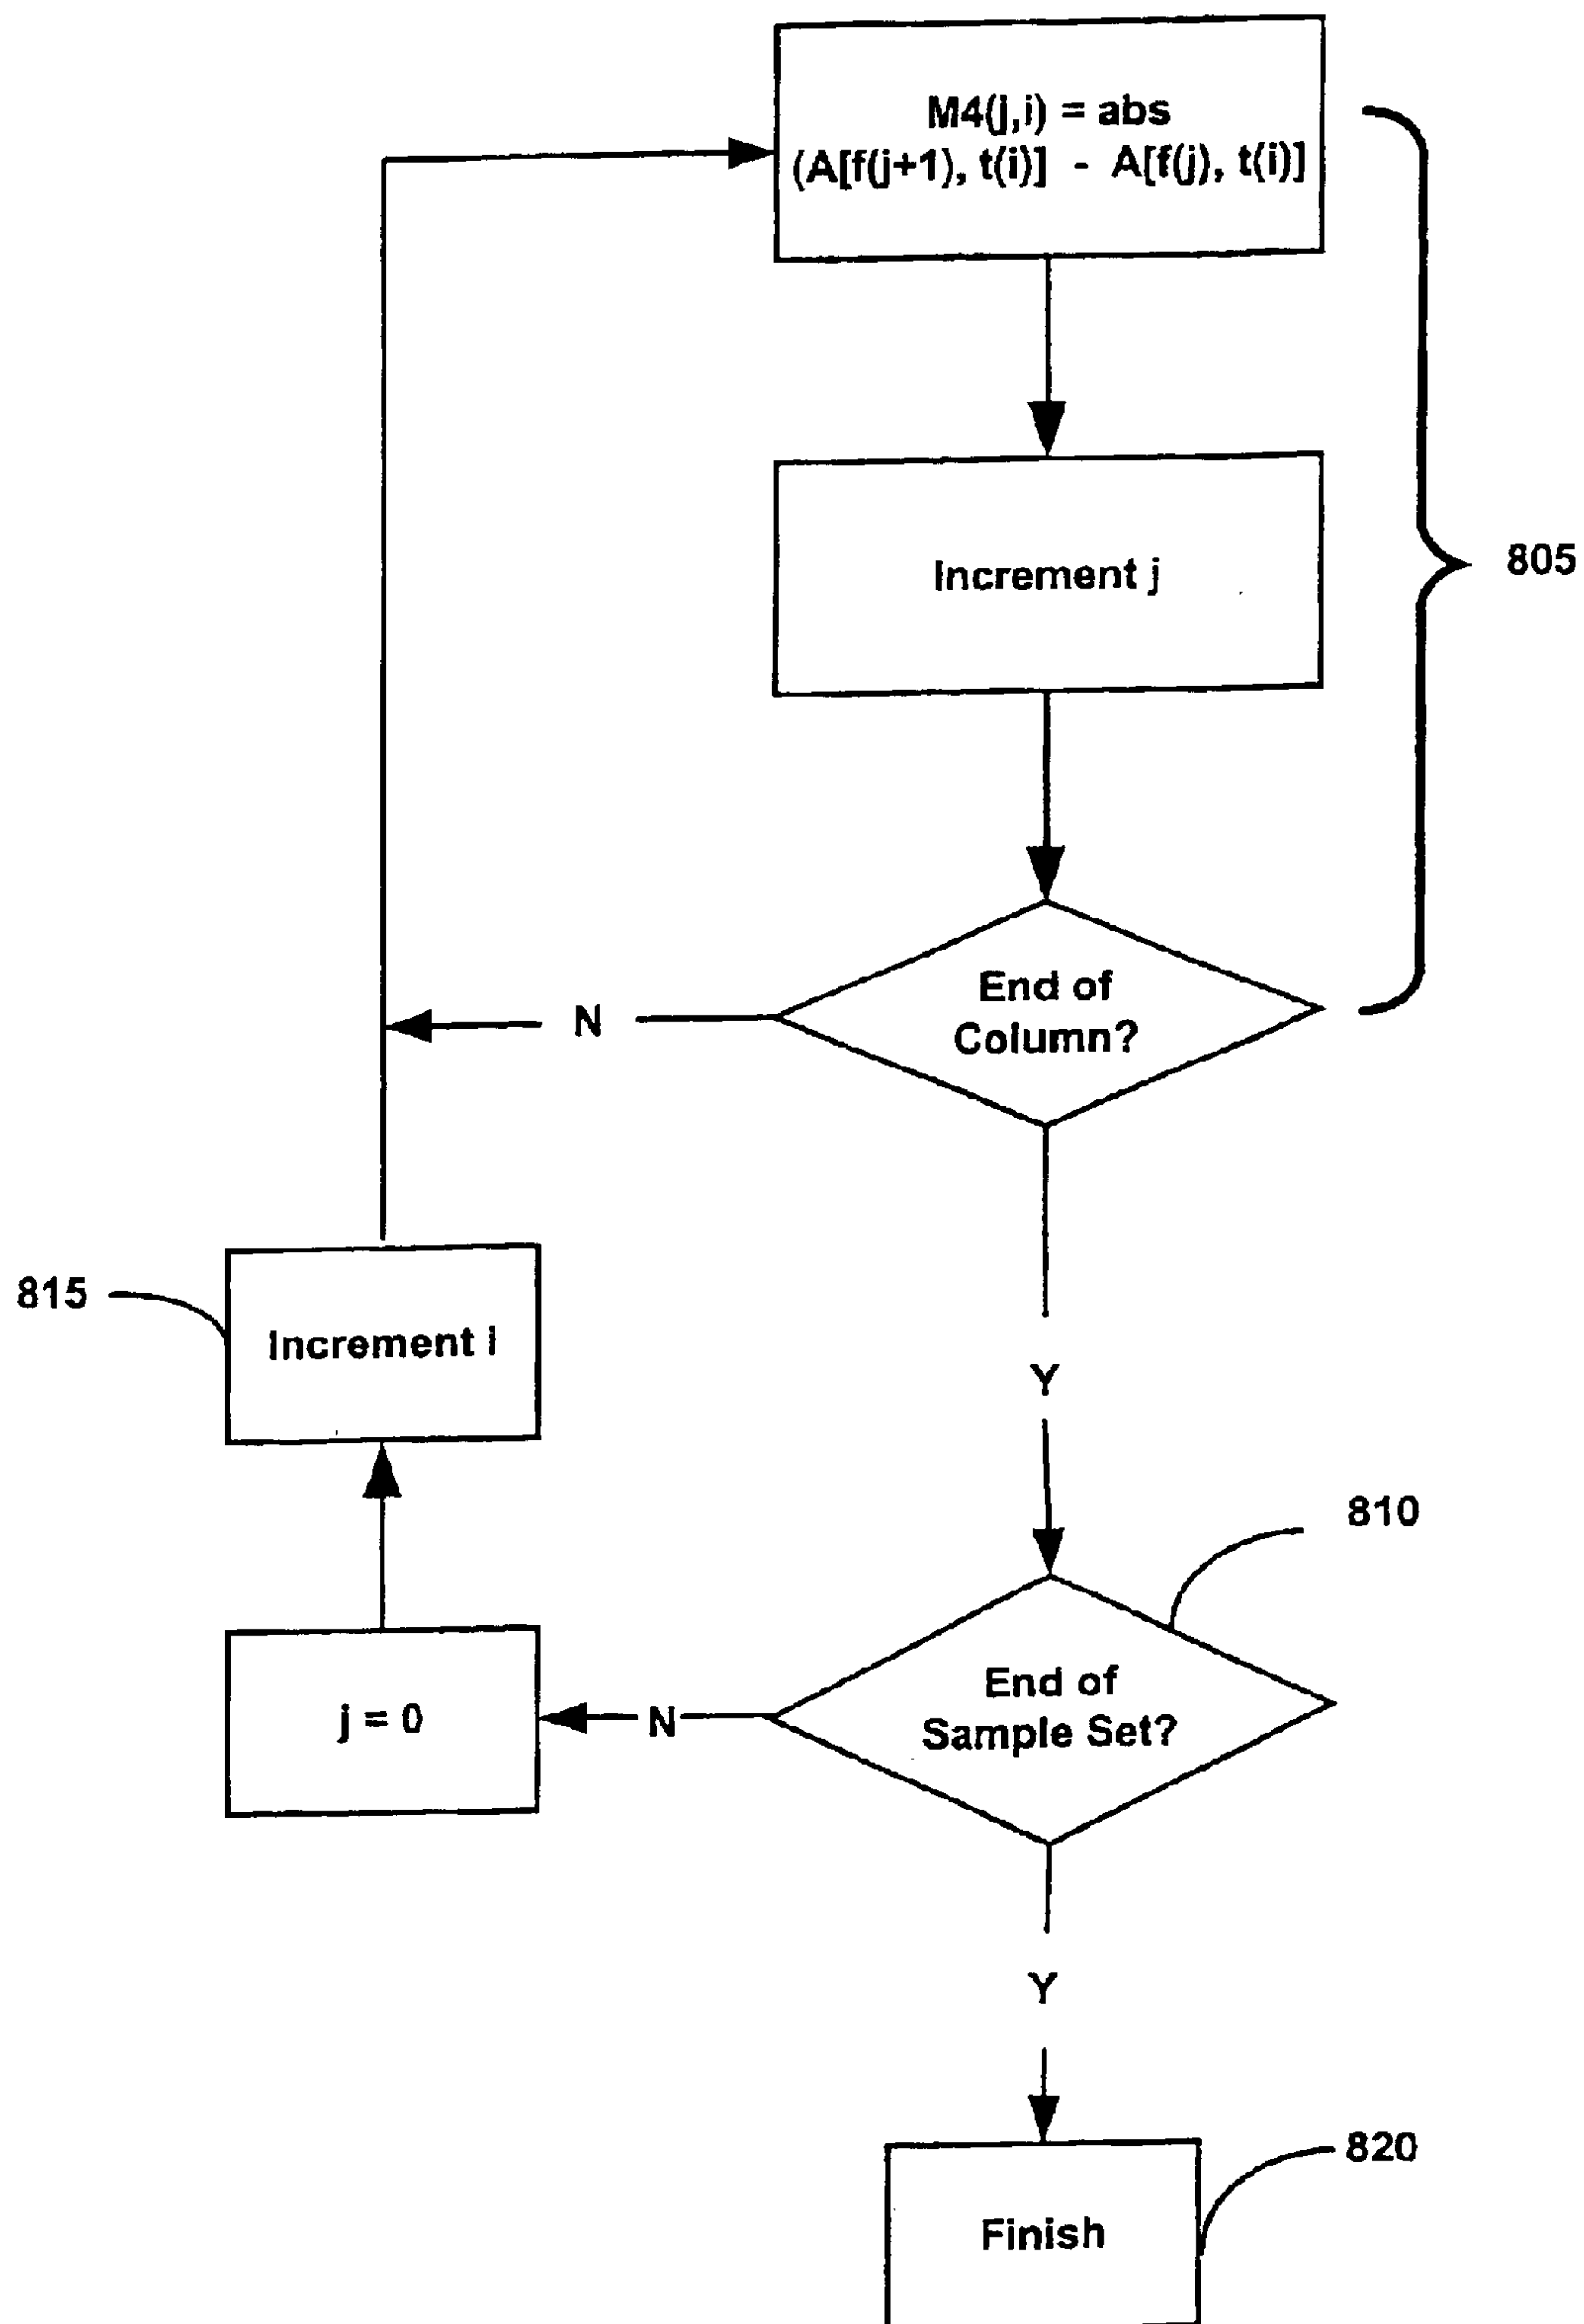 M4(j,i) = abs
(A[f(j+1), t(i)] - A[f(j), t(i)]
805
Increment j
End of
Column?
N
815
Increment i
Y
810
End of
Sample Set?
N
j = 0
Y
820
Finish